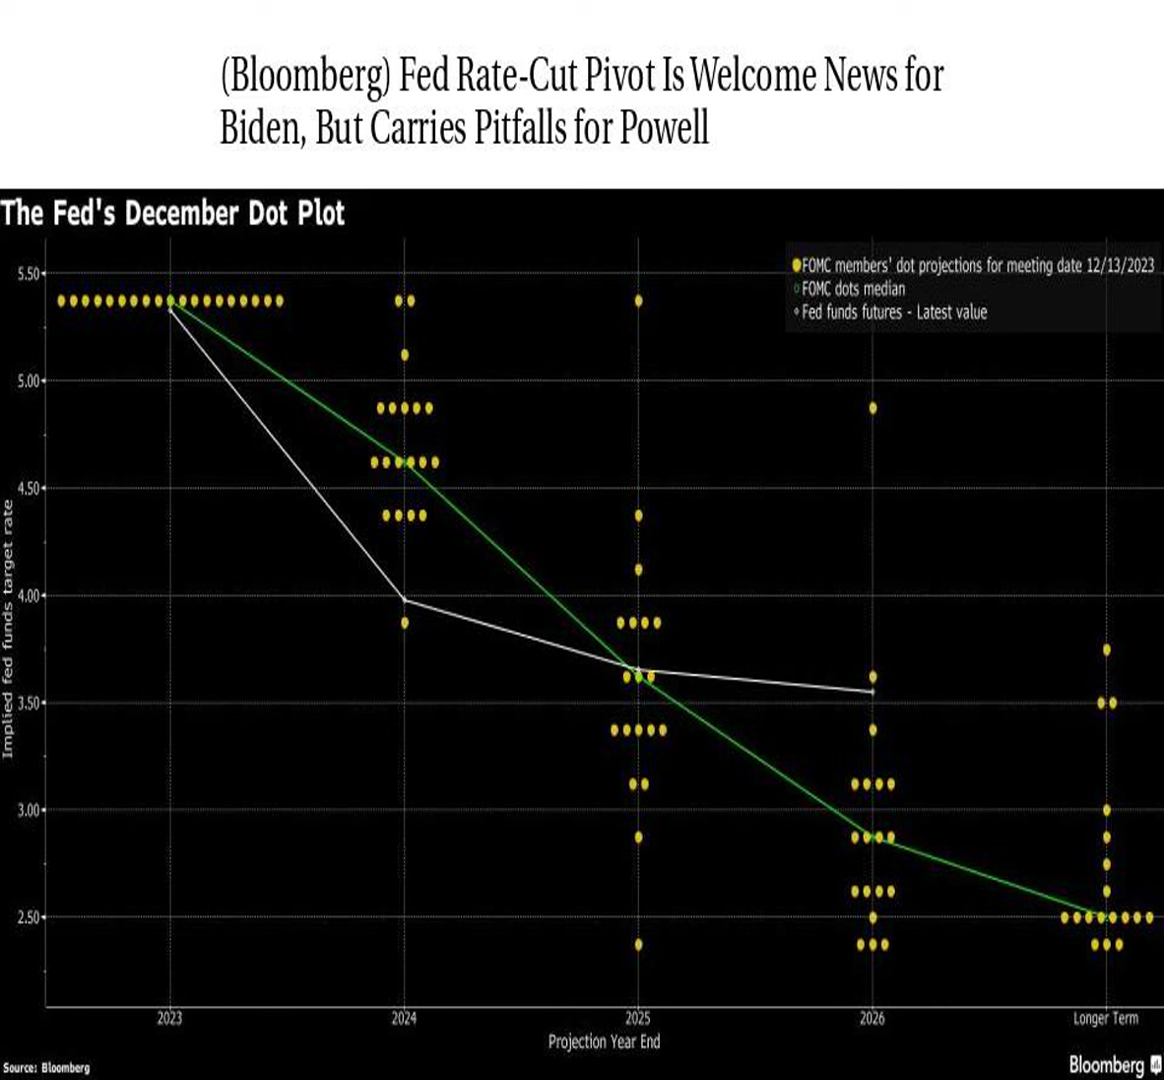 (Bloomberg) Fed Rate-Cut Pivot Is Welcome News for
Biden, But Carries Pitfalls for Powell
The Fed's December Dot Plot
FOMC members' dot projections for meeting date 12/13/2023
FOMC dots median
Fed funds futures - Latest value
5.50
5.00
4.50
4.00
3.50
3.00
2.50
Implied fed funds target rate
2023
2024
2025
2026
Longer Term
Projection Year End
Source: Bloomberg
Bloomberg